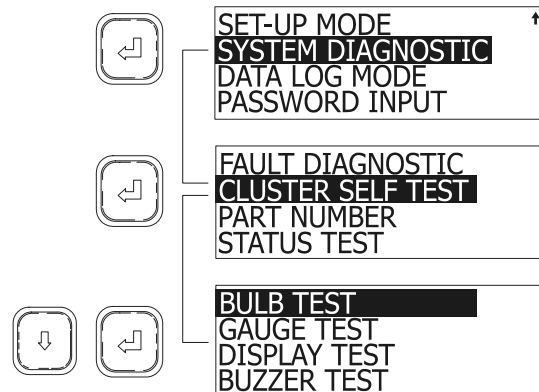 SET-UP MODE
SYSTEM DIAGNOSTIC
DATA LOG MODE
PASSWORD INPUT
FAULT DIAGNOSTIC
CLUSTER SELF TEST
PART NUMBER
STATUS TEST
BULB TEST
GAUGE TEST
DISPLAY TEST
BUZZER TEST